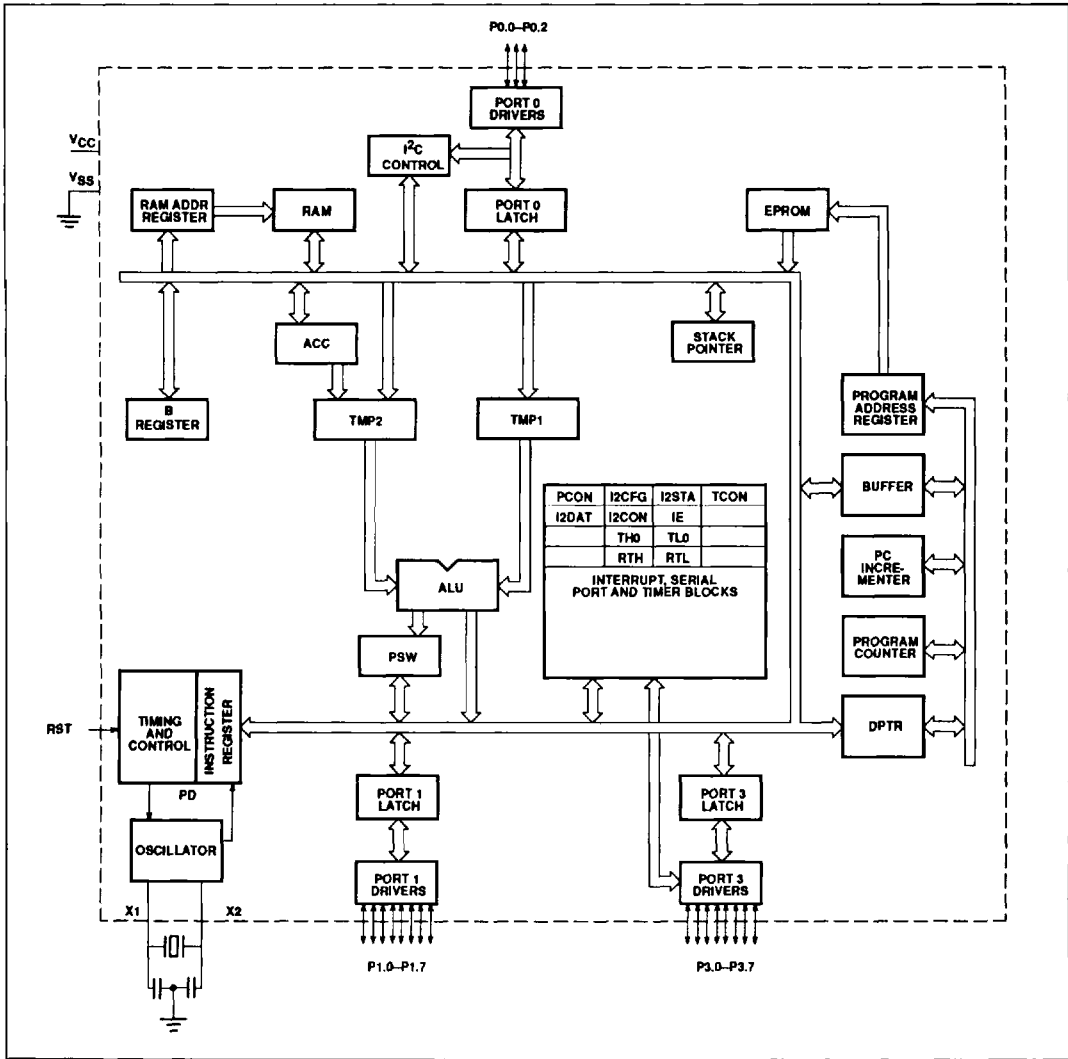 P0.0–P0.2
PORT 0
DRIVERS
VCC
I²C
CONTROL
VSS
RAM ADDR
REGISTER
RAM
PORT 0
LATCH
EPROM
ACC
STACK
POINTER
B
REGISTER
TMP2
TMP1
PROGRAM
ADDRESS
REGISTER
BUFFER
PCON I2CFG I2STA TCON
I2DAT I2CON IE
TH0 TL0
RTH RTL
INTERRUPT, SERIAL
PORT AND TIMER BLOCKS
PC
INCRE-
MENTER
ALU
PSW
PROGRAM
COUNTER
RST
TIMING
AND
CONTROL
INSTRUCTION
REGISTER
DPTR
PD
PORT 1
LATCH
PORT 3
LATCH
OSCILLATOR
PORT 1
DRIVERS
PORT 3
DRIVERS
X1
X2
P1.0–P1.7
P3.0–P3.7